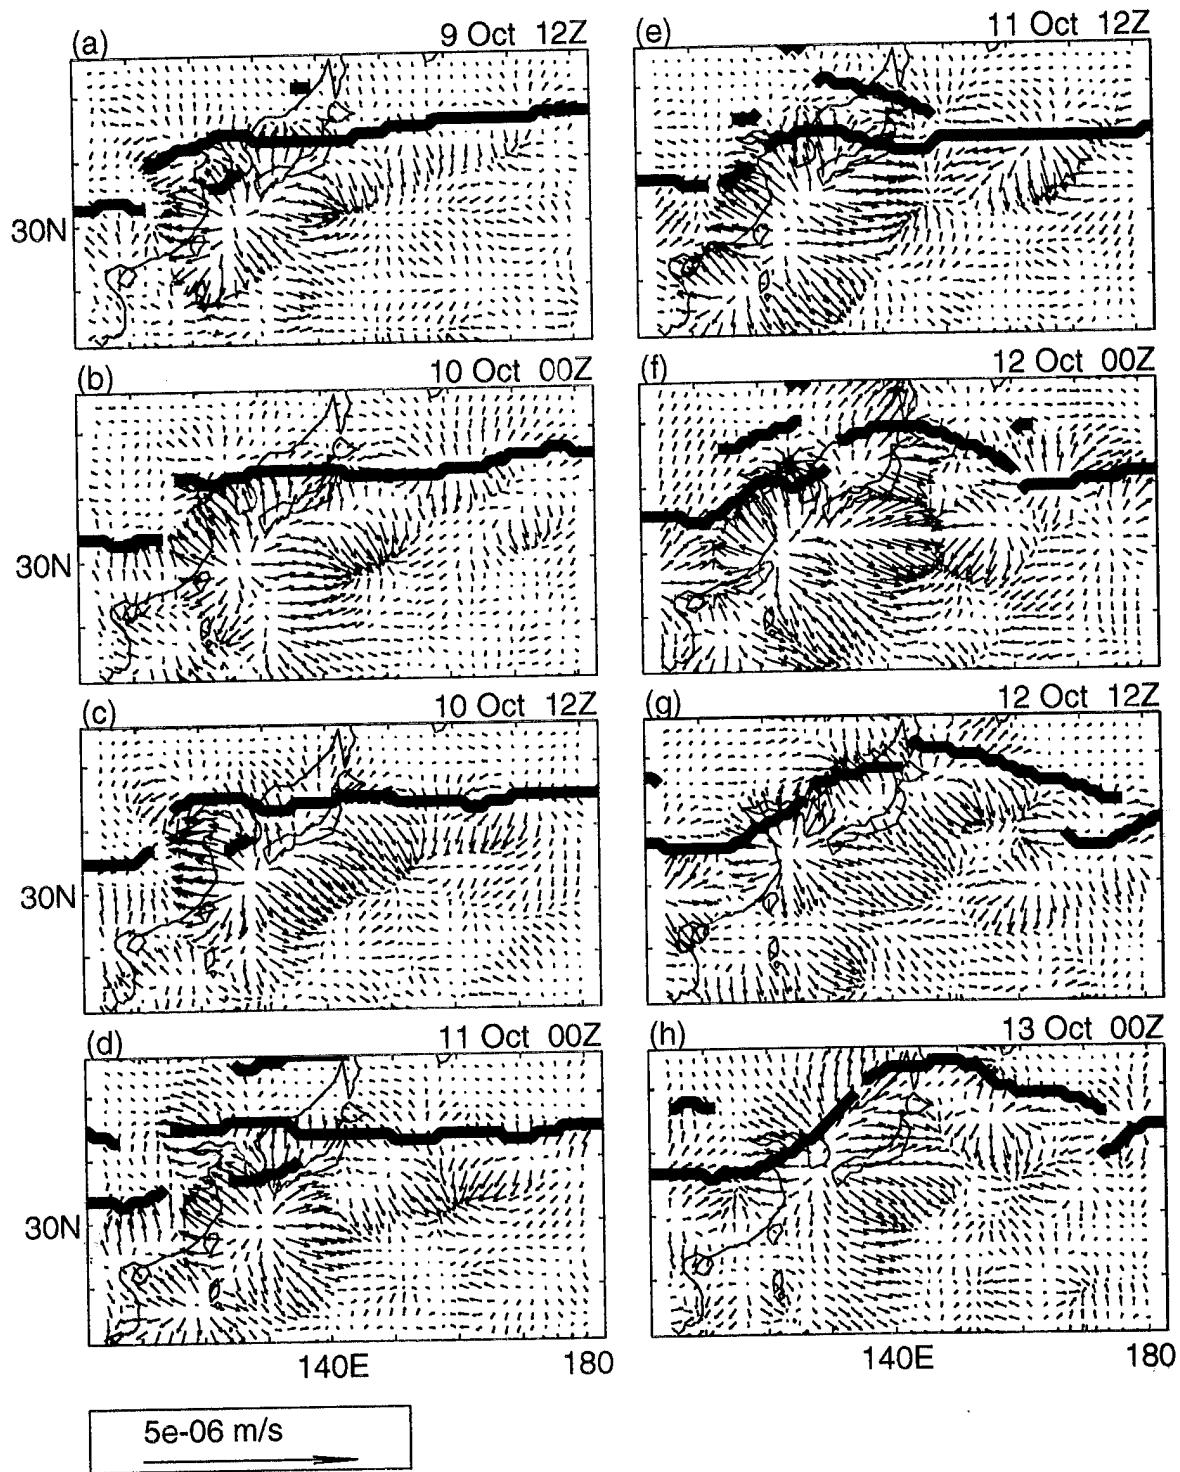 (a) 9 Oct 12Z
30N
(b) 10 Oct 00Z
30N
(c) 10 Oct 12Z
30N
(d) 11 Oct 00Z
30N
140E 180
(e) 11 Oct 12Z
(f) 12 Oct 00Z
(g) 12 Oct 12Z
(h) 13 Oct 00Z
140E 180
5e-06 m/s